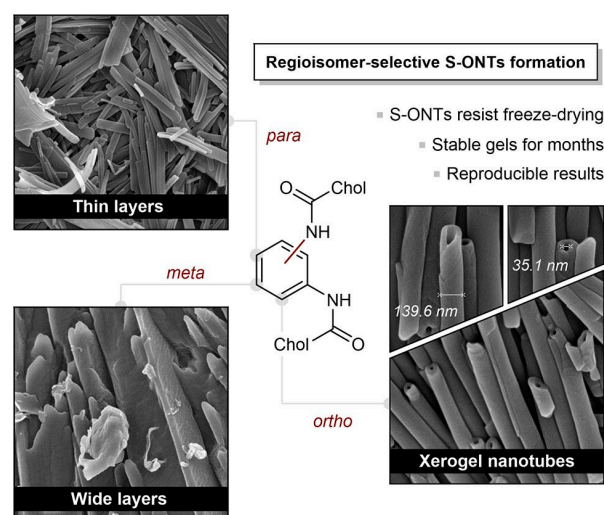 Regioisomer-selective S-ONTs formation
S-ONTs resist freeze-drying
Stable gels for months
Reproducible results
para
Thin layers
O
Chol
NH
meta
NH
Chol
O
ortho
139.6 nm
35.1 nm
Xerogel nanotubes
Wide layers